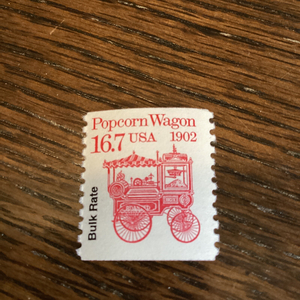 Popcorn Wagon
16.7 USA 1902
Bulk Rate